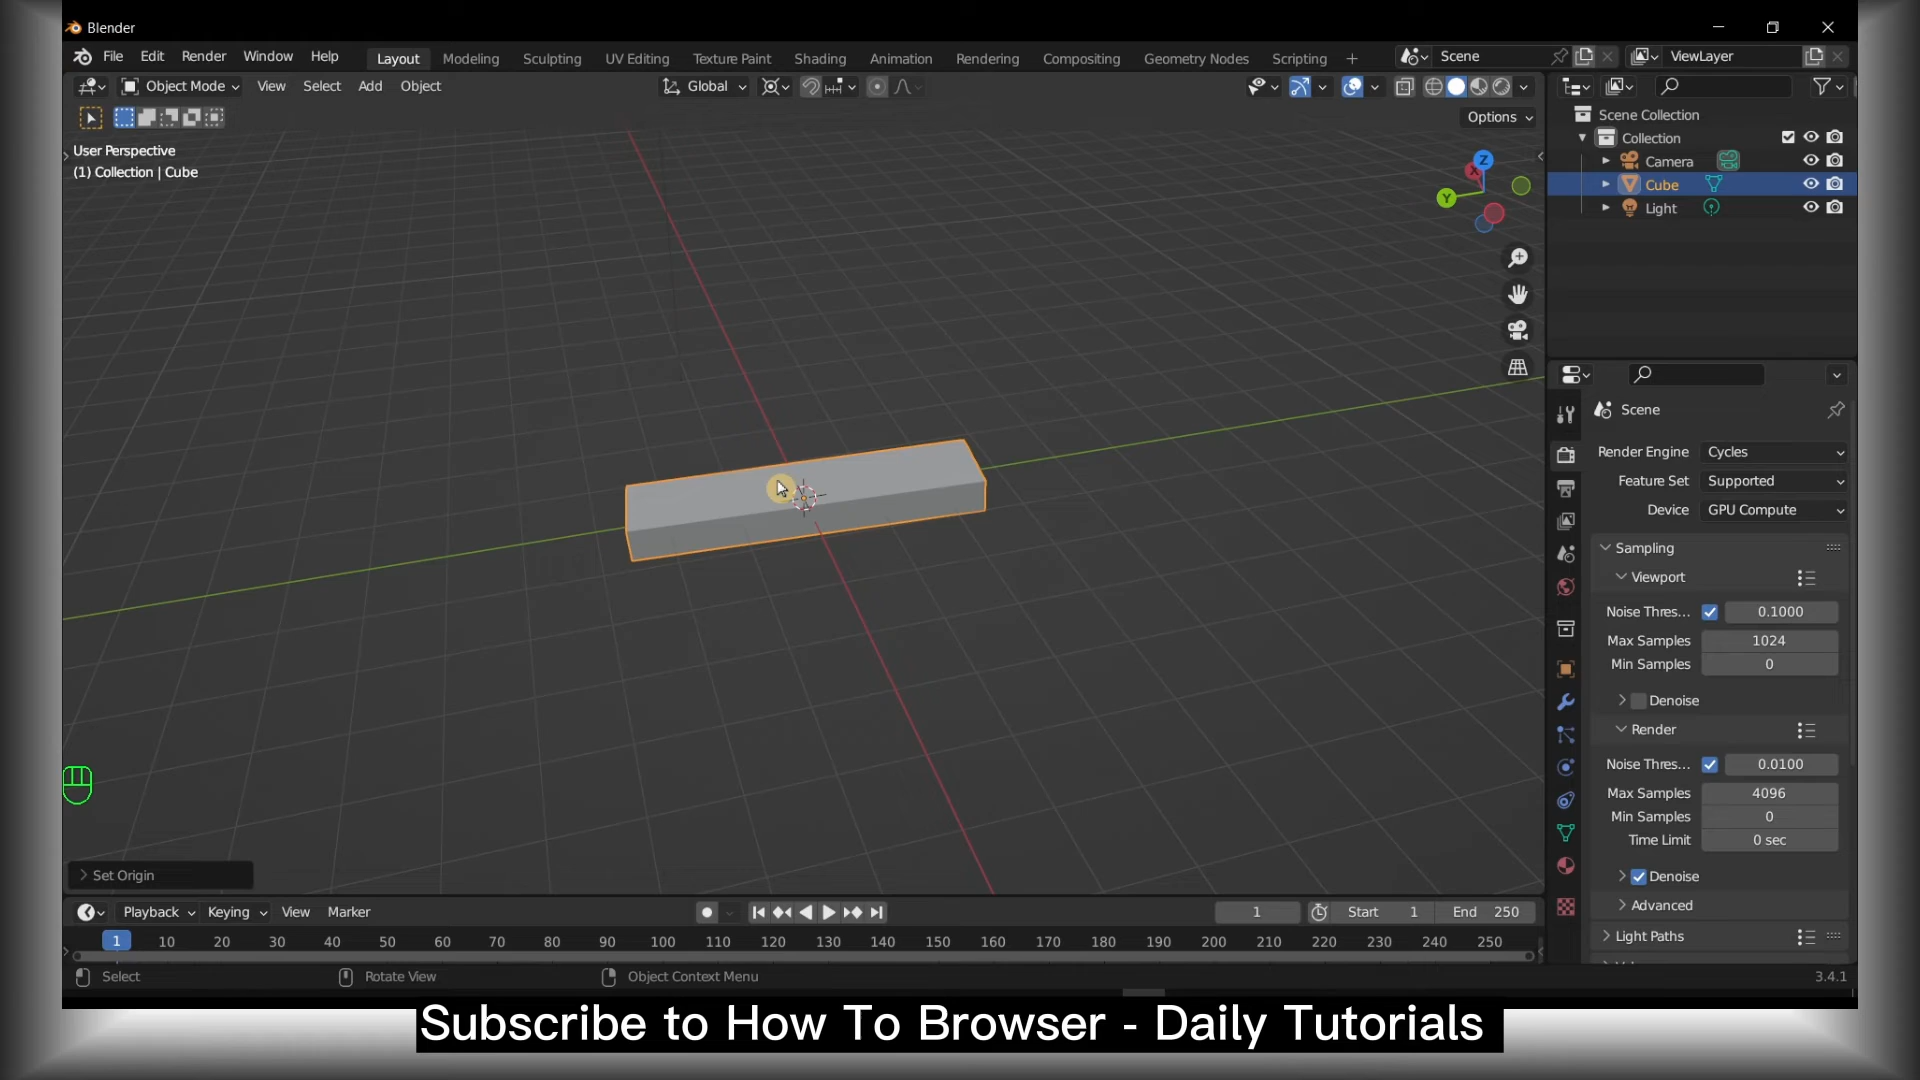 Blender
File Edit Render Window Help Layout Modeling Sculpting UV Editing Texture Paint Shading Animation Rendering Compositing Geometry Nodes Scripting + Scene ViewLayer
Object Mode View Select Add Object Global
Options
User Perspective
(1) Collection | Cube
Z
X
Y
Scene Collection
Collection
Camera
Cube
Light
Scene
Render Engine Cycles
Feature Set Supported
Device GPU Compute
Sampling
Viewport
Noise Thres... 0.1000
Max Samples 1024
Min Samples 0
Denoise
Render
Noise Thres... 0.0100
Max Samples 4096
Min Samples 0
Time Limit 0 sec
Denoise
Advanced
Light Paths
Set Origin
Playback Keying View Marker 1 Start 1 End 250
1 10 20 30 40 50 60 70 80 90 100 110 120 130 140 150 160 170 180 190 200 210 220 230 240 250
Select Rotate View Object Context Menu 3.4.1
Subscribe to How To Browser - Daily Tutorials